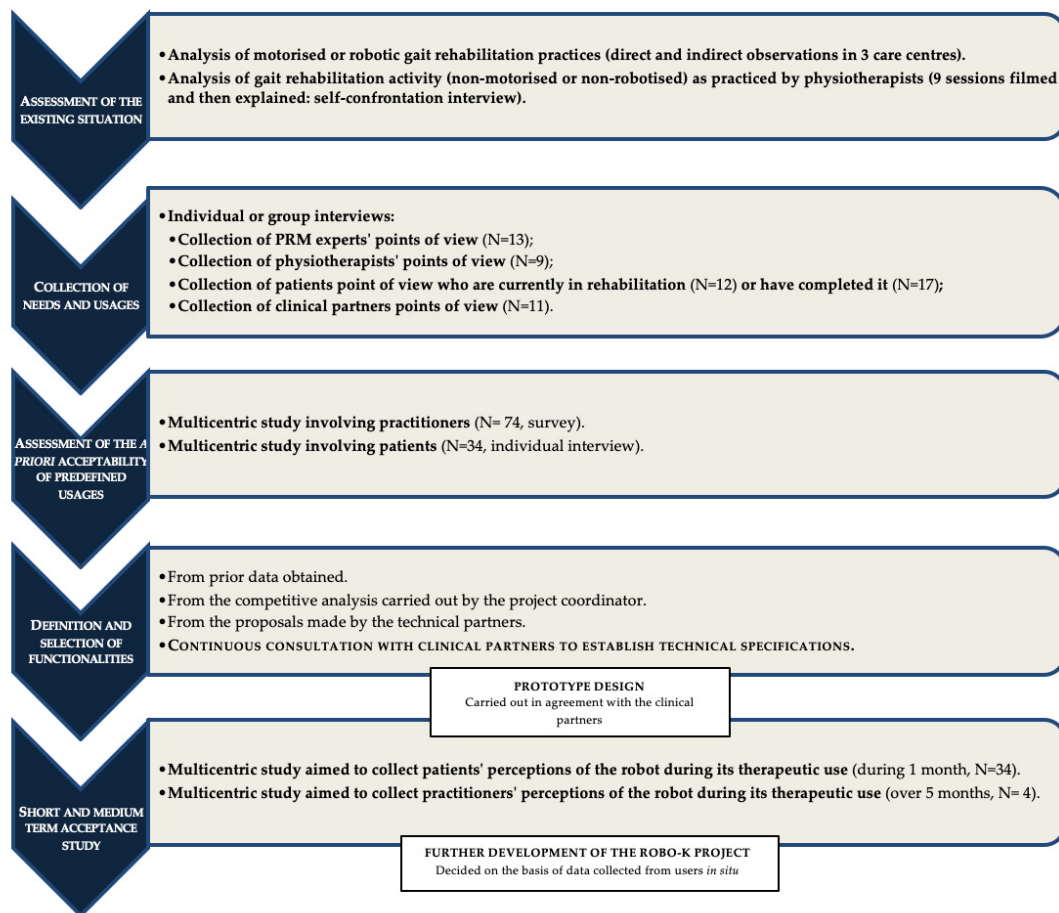 ASSESSMENT OF THE
EXISTING SITUATION
•Analysis of motorised or robotic gait rehabilitation practices (direct and indirect observations in 3 care centres).
•Analysis of gait rehabilitation activity (non-motorised or non-robotised) as practiced by physiotherapists (9 sessions filmed
and then explained: self-confrontation interview).
COLLECTION OF
NEEDS AND USAGES
•Individual or group interviews:
•Collection of PRM experts' points of view (N=13);
•Collection of physiotherapists' points of view (N=9);
•Collection of patients point of view who are currently in rehabilitation (N=12) or have completed it (N=17);
•Collection of clinical partners points of view (N=11).
ASSESSMENT OF THE A
PRIORI ACCEPTABILITY
OF PREDEFINED
USAGES
•Multicentric study involving practitioners (N= 74, survey).
•Multicentric study involving patients (N=34, individual interview).
DEFINITION AND
SELECTION OF
FUNCTIONALITIES
•From prior data obtained.
•From the competitive analysis carried out by the project coordinator.
•From the proposals made by the technical partners.
•CONTINUOUS CONSULTATION WITH CLINICAL PARTNERS TO ESTABLISH TECHNICAL SPECIFICATIONS.
PROTOTYPE DESIGN
Carried out in agreement with the clinical
partners
SHORT AND MEDIUM
TERM ACCEPTANCE
STUDY
•Multicentric study aimed to collect patients' perceptions of the robot during its therapeutic use (during 1 month, N=34).
•Multicentric study aimed to collect practitioners' perceptions of the robot during its therapeutic use (over 5 months, N= 4).
FURTHER DEVELOPMENT OF THE ROBO-K PROJECT
Decided on the basis of data collected from users in situ